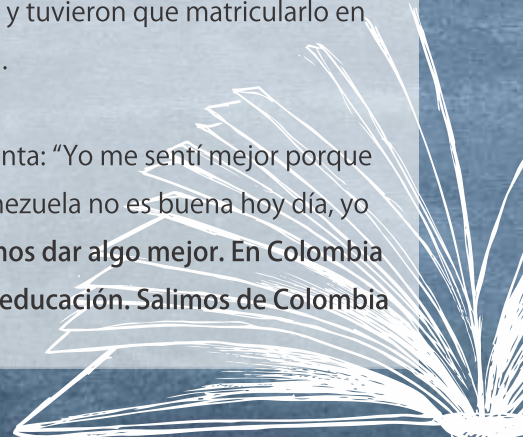 y tuvieron que matricularlo en
.
nta: “Yo me sentí mejor porque
nezuela no es buena hoy día, yo
nos dar algo mejor. En Colombia
educación. Salimos de Colombia